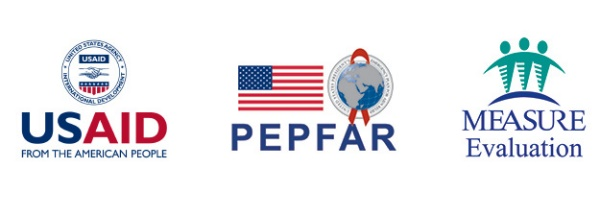 UNITED STATES AGENCY
USAID
INTERNATIONAL DEVELOPMENT
USAID
FROM THE AMERICAN PEOPLE
PEPFAR
MEASURE
Evaluation